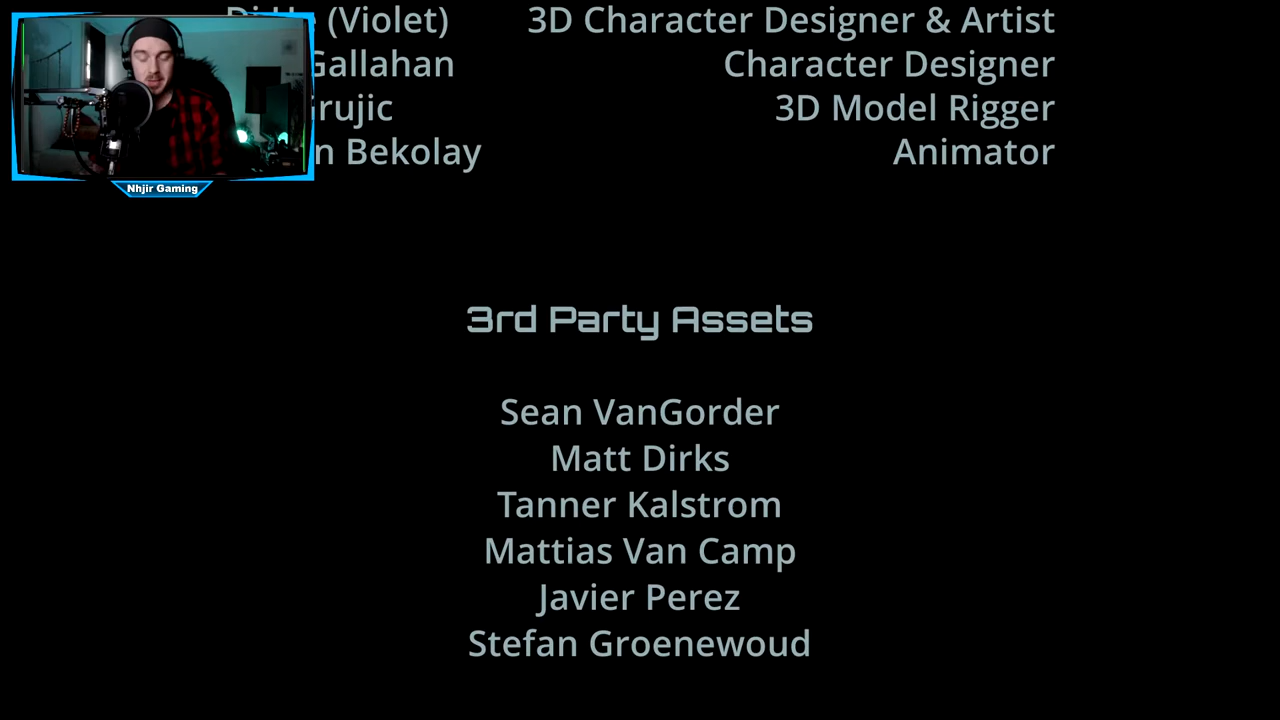 (Violet) 3D Character Designer & Artist
Gallahan Character Designer
3D Model Rigger
Bekolay Animator
Nhjir Gaming
3rd Party Assets
Sean VanGorder
Matt Dirks
Tanner Kalstrom
Mattias Van Camp
Javier Perez
Stefan Groenewoud